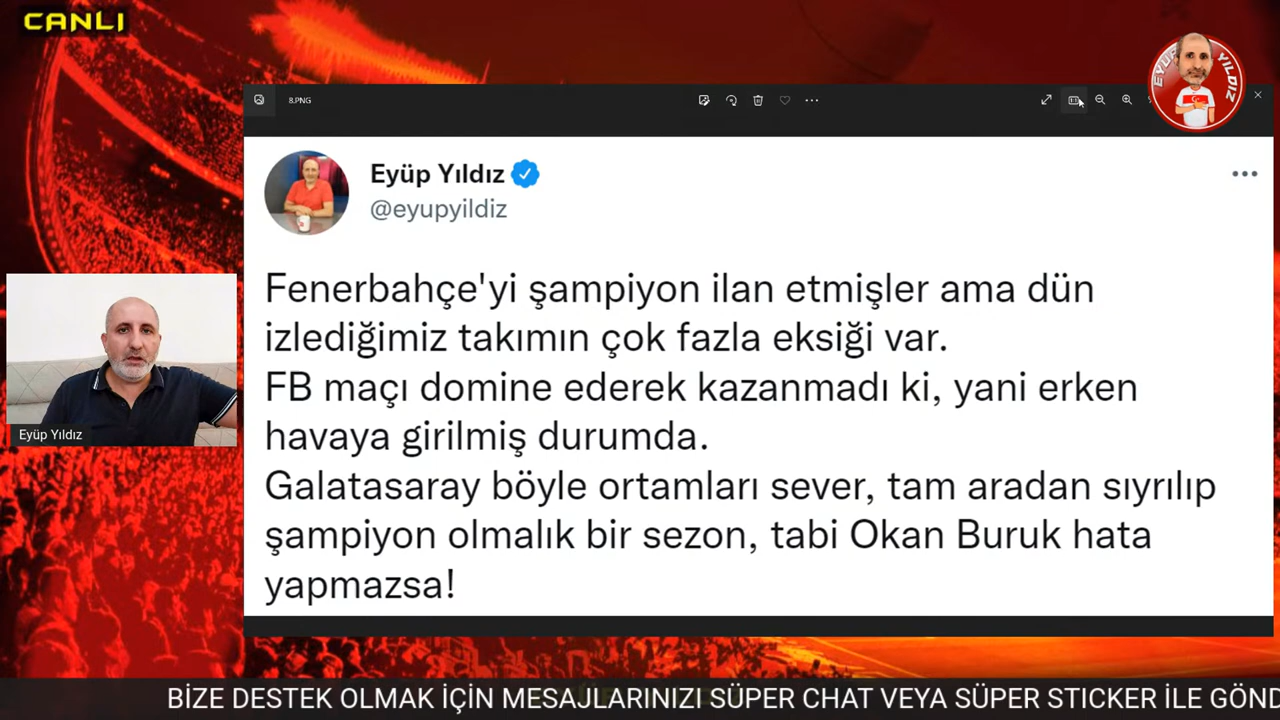 CANLI
8.PNG
EYÜP YILDIZ
Eyüp Yıldız
@eyupyildiz
Fenerbahçe'yi şampiyon ilan etmişler ama dün
izlediğimiz takımın çok fazla eksiği var.
FB maçı domine ederek kazanmadı ki, yani erken
havaya girilmiş durumda.
Galatasaray böyle ortamları sever, tam aradan sıyrılıp
şampiyon olmalık bir sezon, tabi Okan Buruk hata
yapmazsa!
Eyüp Yıldız
BİZE DESTEK OLMAK İÇİN MESAJLARINIZI SÜPER CHAT VEYA SÜPER STICKER İLE GÖND